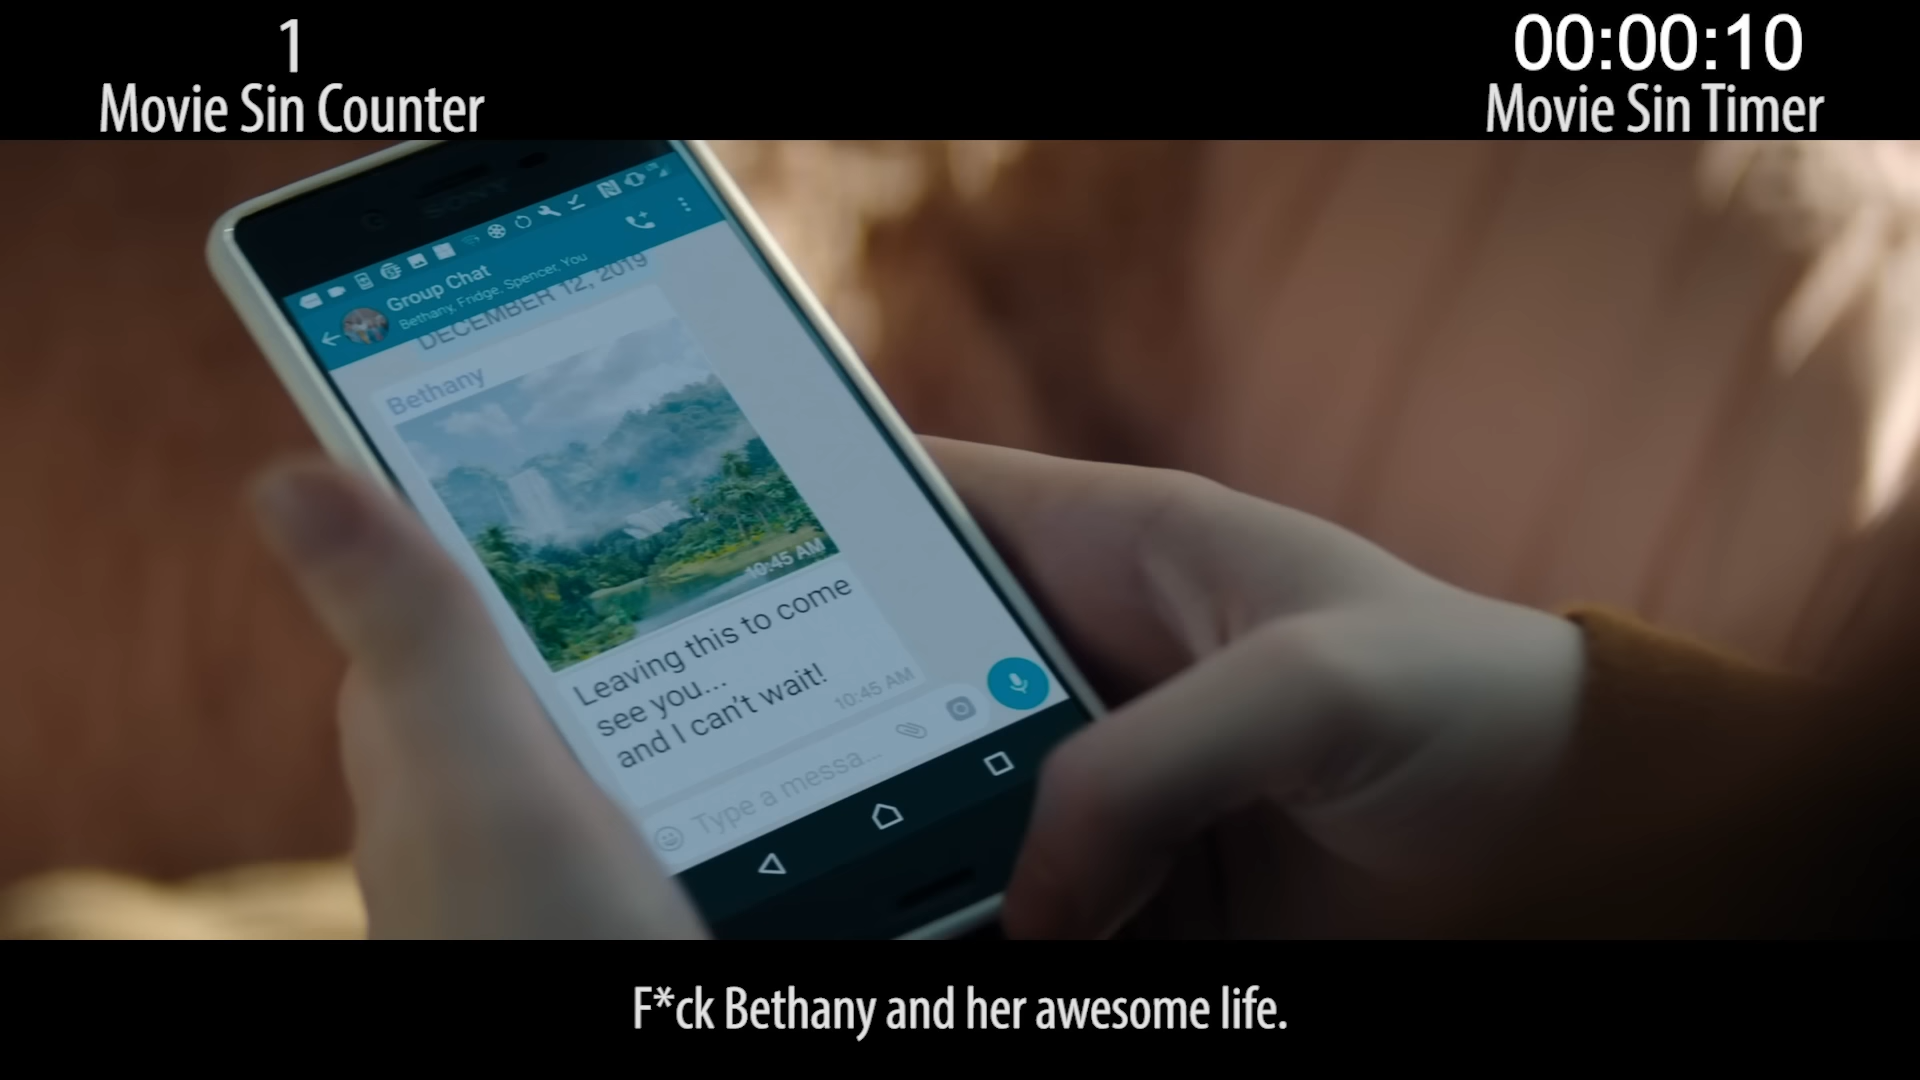 1
Movie Sin Counter
00:00:10
Movie Sin Timer
SONY
Group Chat
Bethany, Fridge, Spencer, You
DECEMBER 12, 2019
Bethany
10:45 AM
Leaving this to come
see you...
and I can't wait!
10:45 AM
Type a messa...
F*ck Bethany and her awesome life.